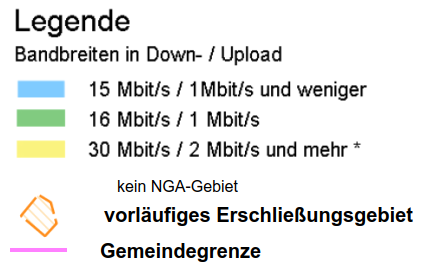 Legende
Bandbreiten in Down- / Upload
15 Mbit/s / 1Mbit/s und weniger
16 Mbit/s / 1 Mbit/s
30 Mbit/s / 2 Mbit/s und mehr *
kein NGA-Gebiet
vorläufiges Erschließungsgebiet
Gemeindegrenze